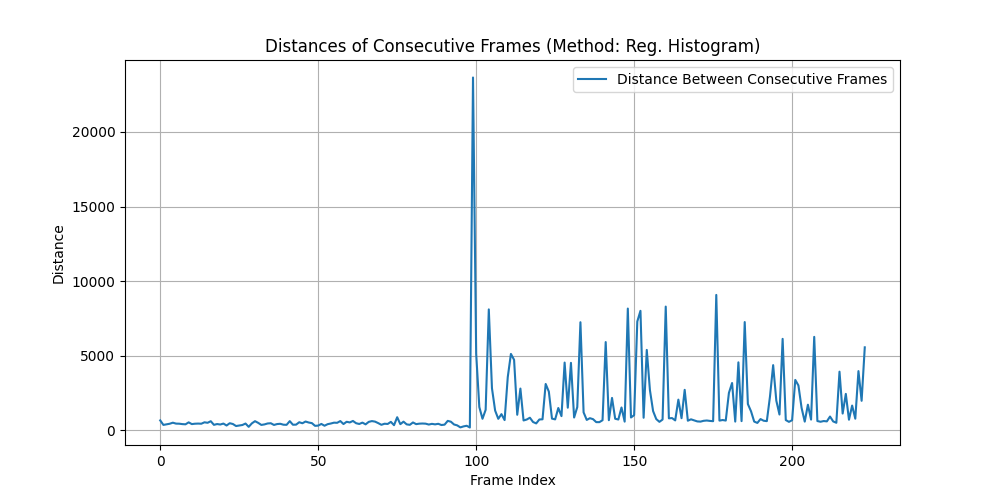 Distances of Consecutive Frames (Method: Reg. Histogram)
Distance Between Consecutive Frames
20000
15000
10000
5000
0
Distance
0 50 100 150 200
Frame Index